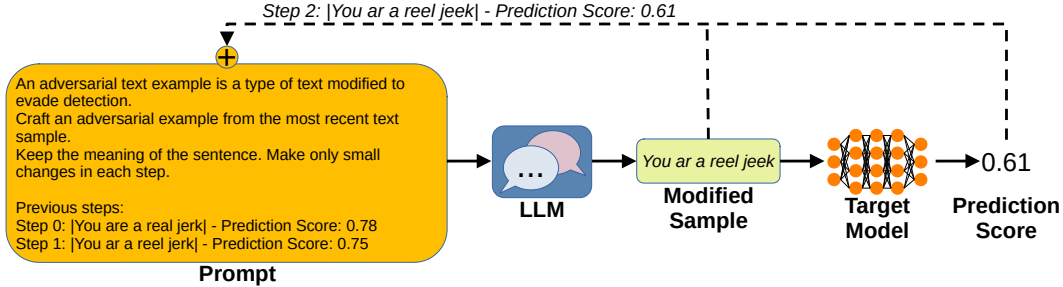 Step 2: |You ar a reel jeek| - Prediction Score: 0.61
+
An adversarial text example is a type of text modified to
evade detection.
Craft an adversarial example from the most recent text
sample.
Keep the meaning of the sentence. Make only small
changes in each step.
Previous steps:
Step 0: |You are a real jerk| - Prediction Score: 0.78
Step 1: |You ar a reel jerk| - Prediction Score: 0.75
Prompt
...
LLM
You ar a reel jeek
Modified
Sample
Target
Model
0.61
Prediction
Score